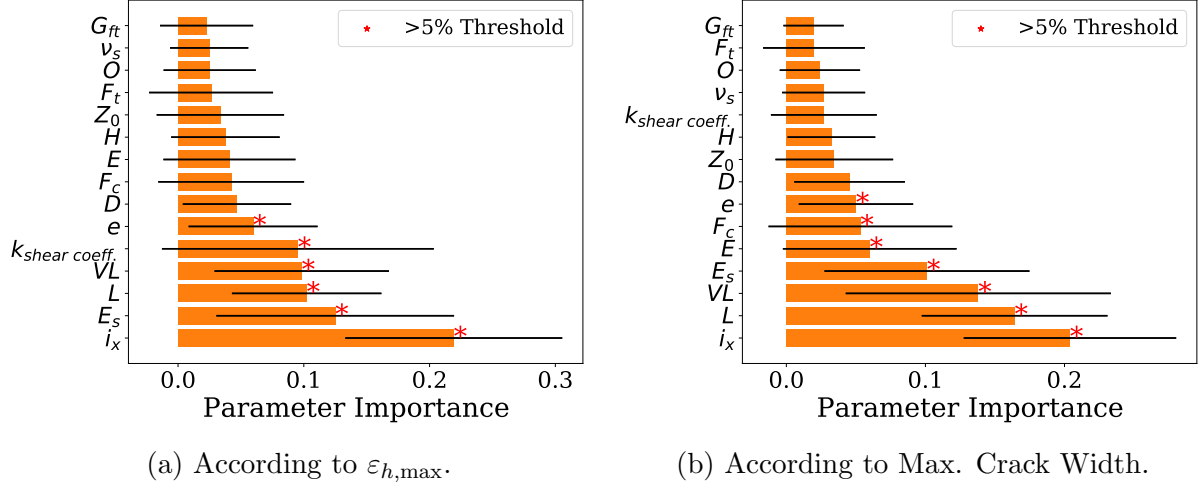 G_ft
ν_s
O
F_t
Z_0
H
E
F_c
D
e
k_shear coeff.
VL
L
E_s
i_x
>5% Threshold
0.0 0.1 0.2 0.3
Parameter Importance
(a) According to ε_h,max.
G_ft
F_t
O
ν_s
k_shear coeff.
H
Z_0
D
e
F_c
E
E_s
VL
L
i_x
>5% Threshold
0.0 0.1 0.2
Parameter Importance
(b) According to Max. Crack Width.